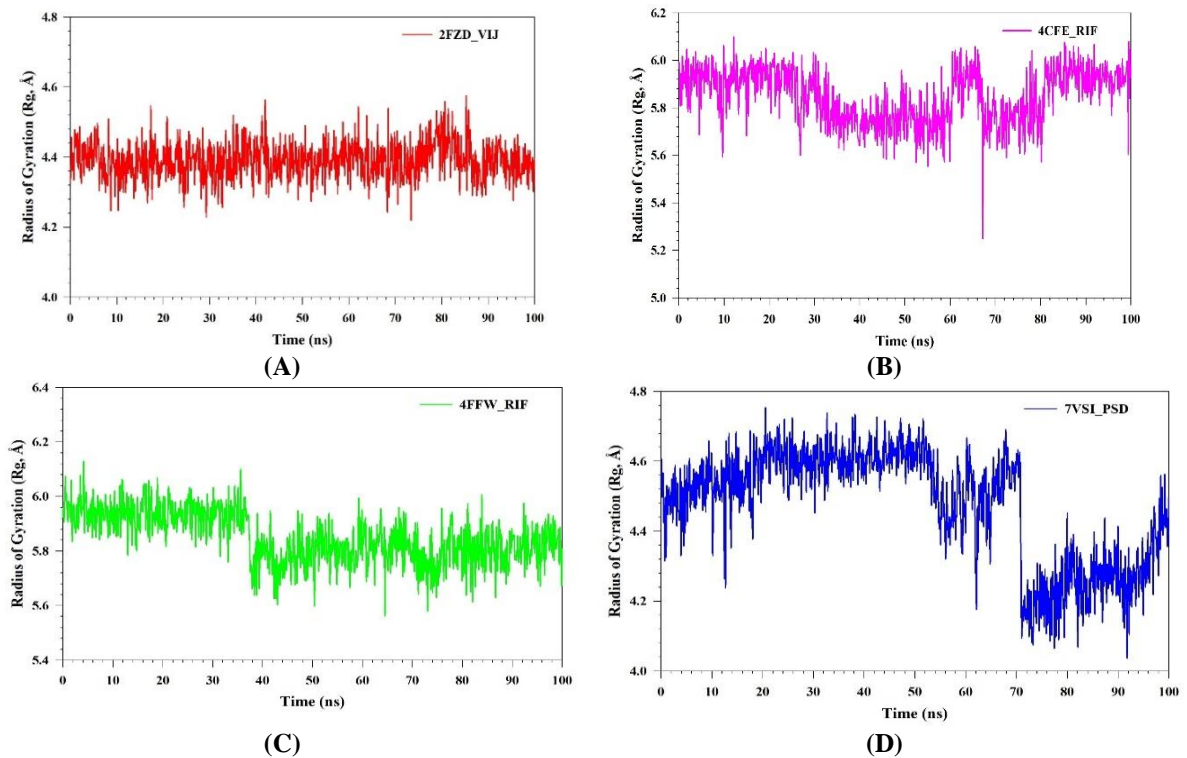 2FZD_VIJ
Radius of Gyration (Rg, Å)
4.8
4.6
4.4
4.2
4.0
0 10 20 30 40 50 60 70 80 90 100
Time (ns)
(A)
4CFE_RIF
Radius of Gyration (Rg, Å)
6.2
6.0
5.8
5.6
5.4
5.2
5.0
0 10 20 30 40 50 60 70 80 90 100
Time (ns)
(B)
4FFW_RIF
Radius of Gyration (Rg, Å)
6.4
6.2
6.0
5.8
5.6
5.4
0 10 20 30 40 50 60 70 80 90 100
Time (ns)
(C)
7VSI_PSD
Radius of Gyration (Rg, Å)
4.8
4.6
4.4
4.2
4.0
0 10 20 30 40 50 60 70 80 90 100
Time (ns)
(D)